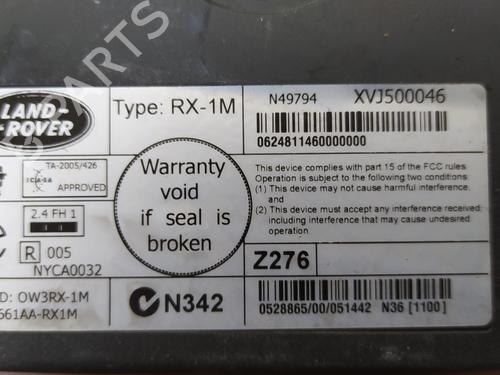 PARTS
LAND-
ROVER
Type: RX-1M
N49794 XVJ500046
0624811460000000
TA-2005/426
ICASA
APPROVED
2.4 FH 1
R 005
NYCA0032
Warranty
void
if seal is
broken
This device complies with part 15 of the FCC rules.
Operation is subject to the following two conditions:
(1) This device may not cause harmful interference,
and
(2) This device must accept any interference received;
including interference that may cause undesired
operation.
Z276
D: OW3RX-1M
661AA-RX1M
N342
0528865/00/051442 N36 [1100]